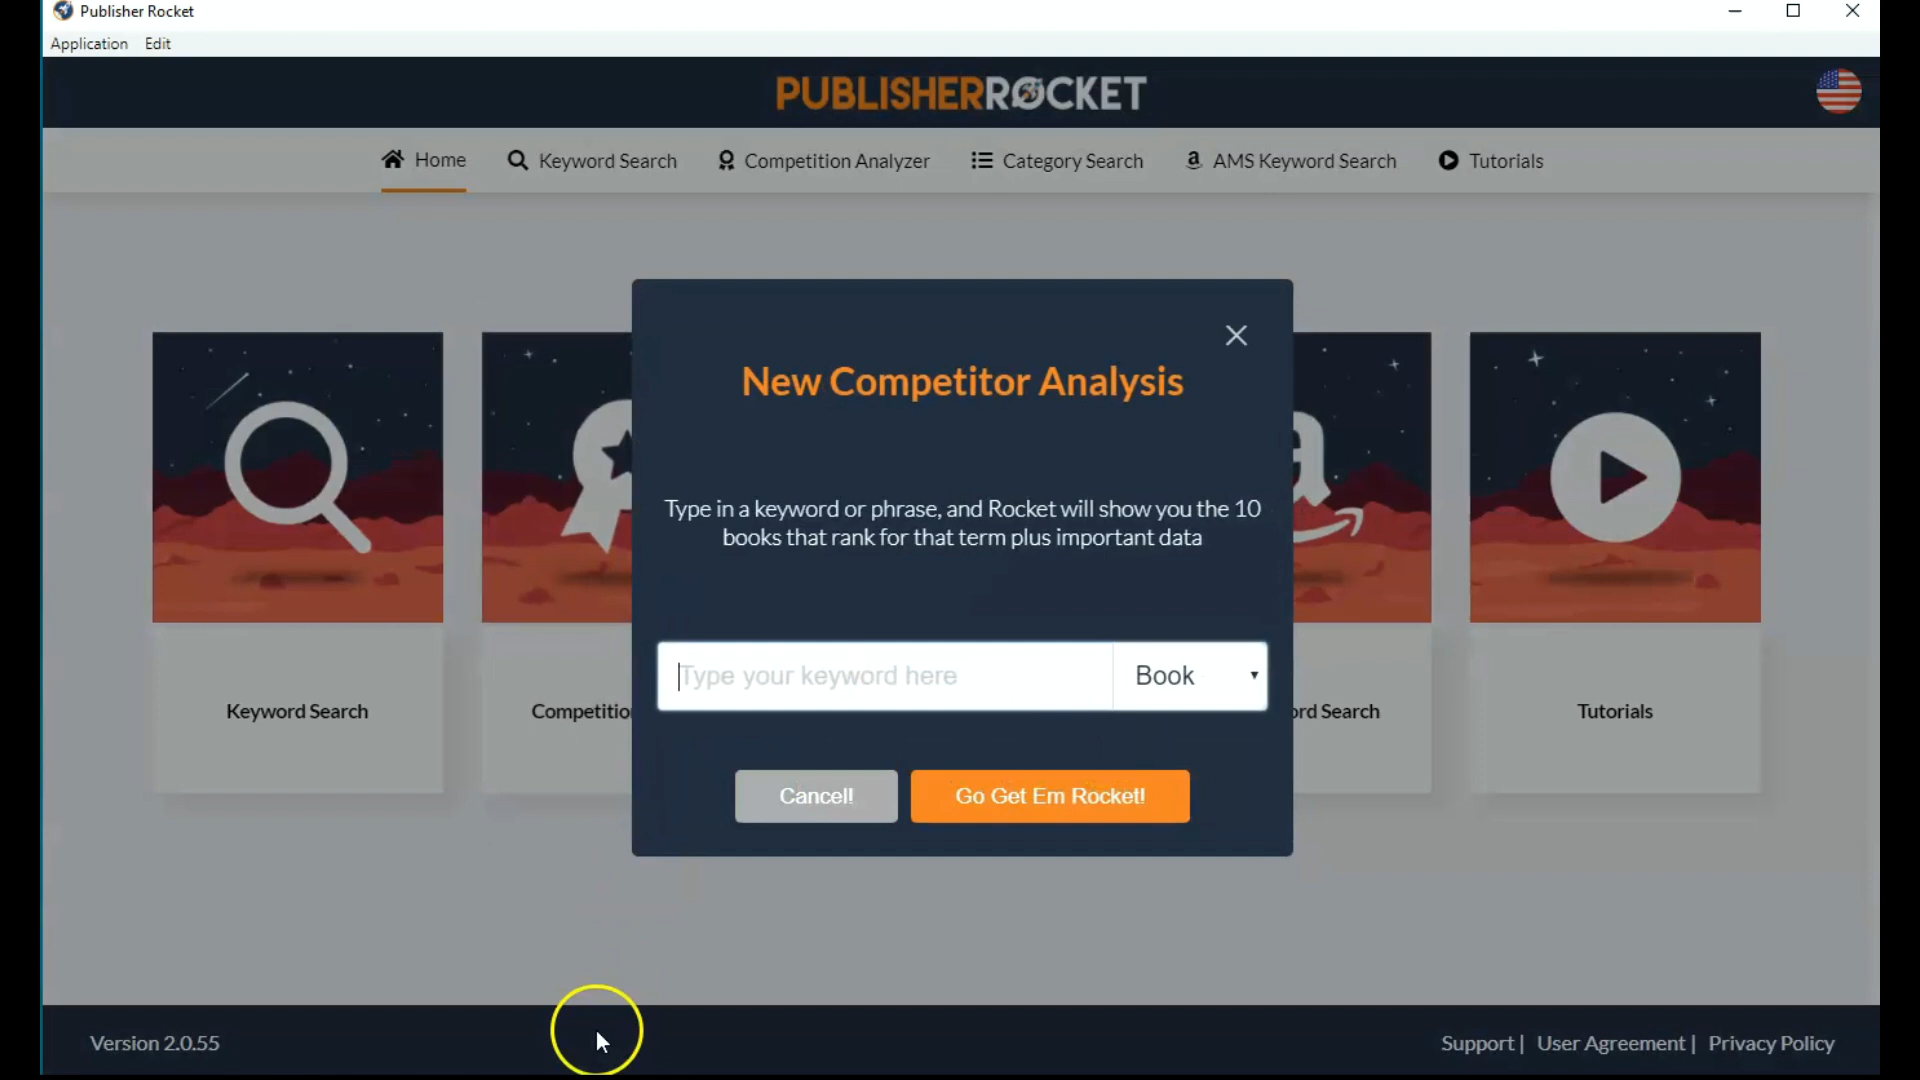 Publisher Rocket
Application Edit
PUBLISHERROCKET
Home Keyword Search Competition Analyzer Category Search AMS Keyword Search Tutorials
New Competitor Analysis
Type in a keyword or phrase, and Rocket will show you the 10
books that rank for that term plus important data
Type your keyword here Book
Keyword Search Competitio ord Search Tutorials
Cancel! Go Get Em Rocket!
Version 2.0.55 Support | User Agreement | Privacy Policy